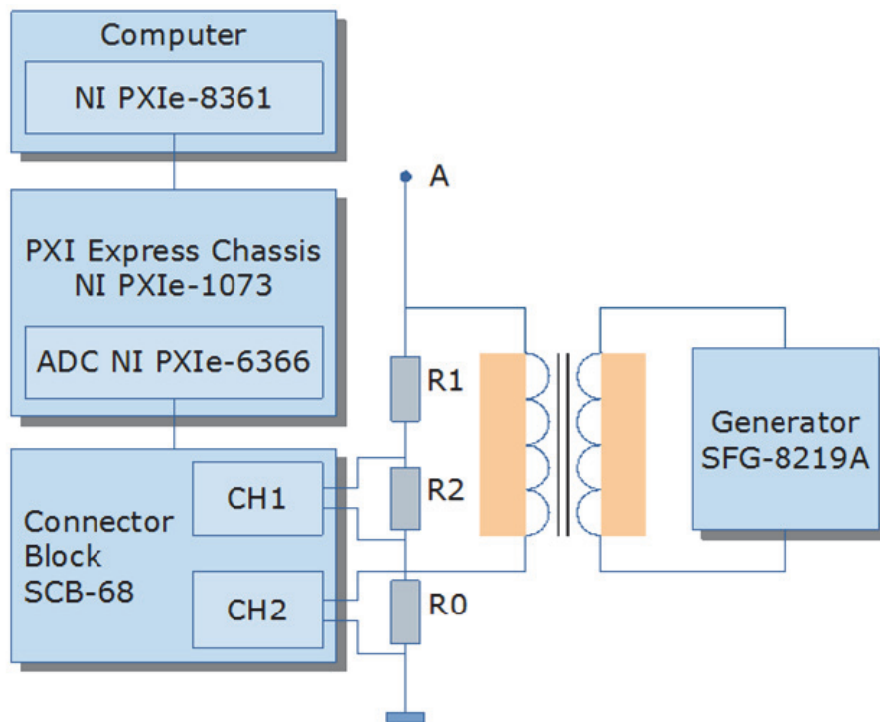 Computer
NI PXIe-8361
A
PXI Express Chassis
NI PXIe-1073
ADC NI PXIe-6366
R1
Generator
SFG-8219A
CH1
R2
Connector
Block
SCB-68
CH2
R0